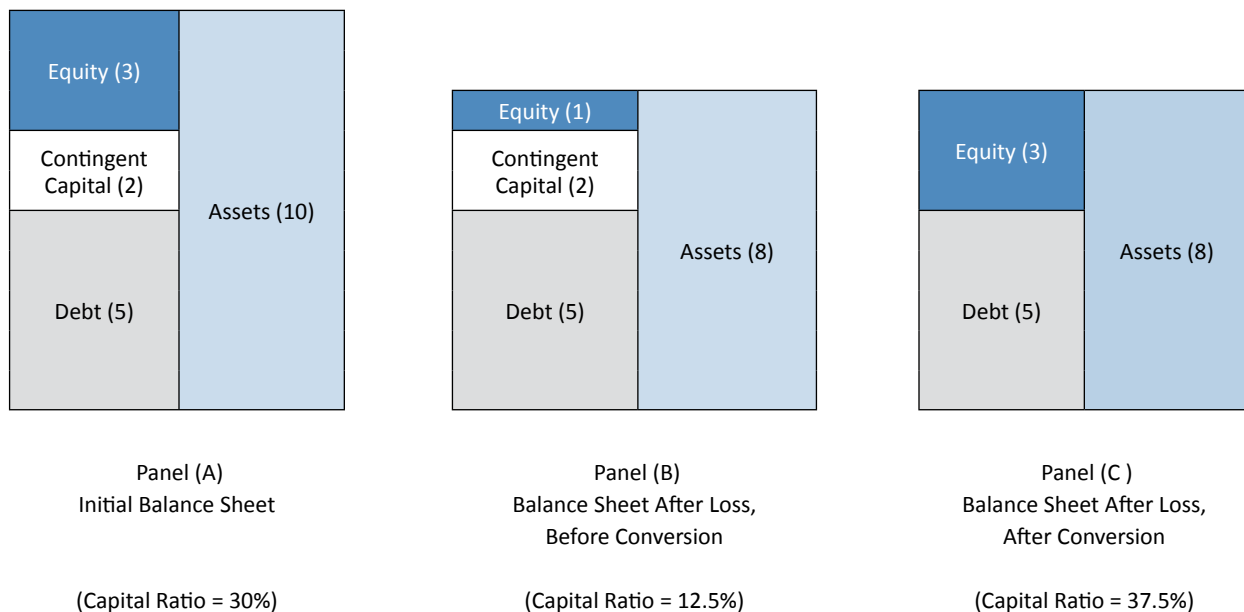 Equity (3)
Contingent
Capital (2)
Debt (5)
Assets (10)
Equity (1)
Contingent
Capital (2)
Debt (5)
Assets (8)
Equity (3)
Debt (5)
Assets (8)
Panel (A)
Initial Balance Sheet
(Capital Ratio = 30%)
Panel (B)
Balance Sheet After Loss,
Before Conversion
(Capital Ratio = 12.5%)
Panel (C )
Balance Sheet After Loss,
After Conversion
(Capital Ratio = 37.5%)